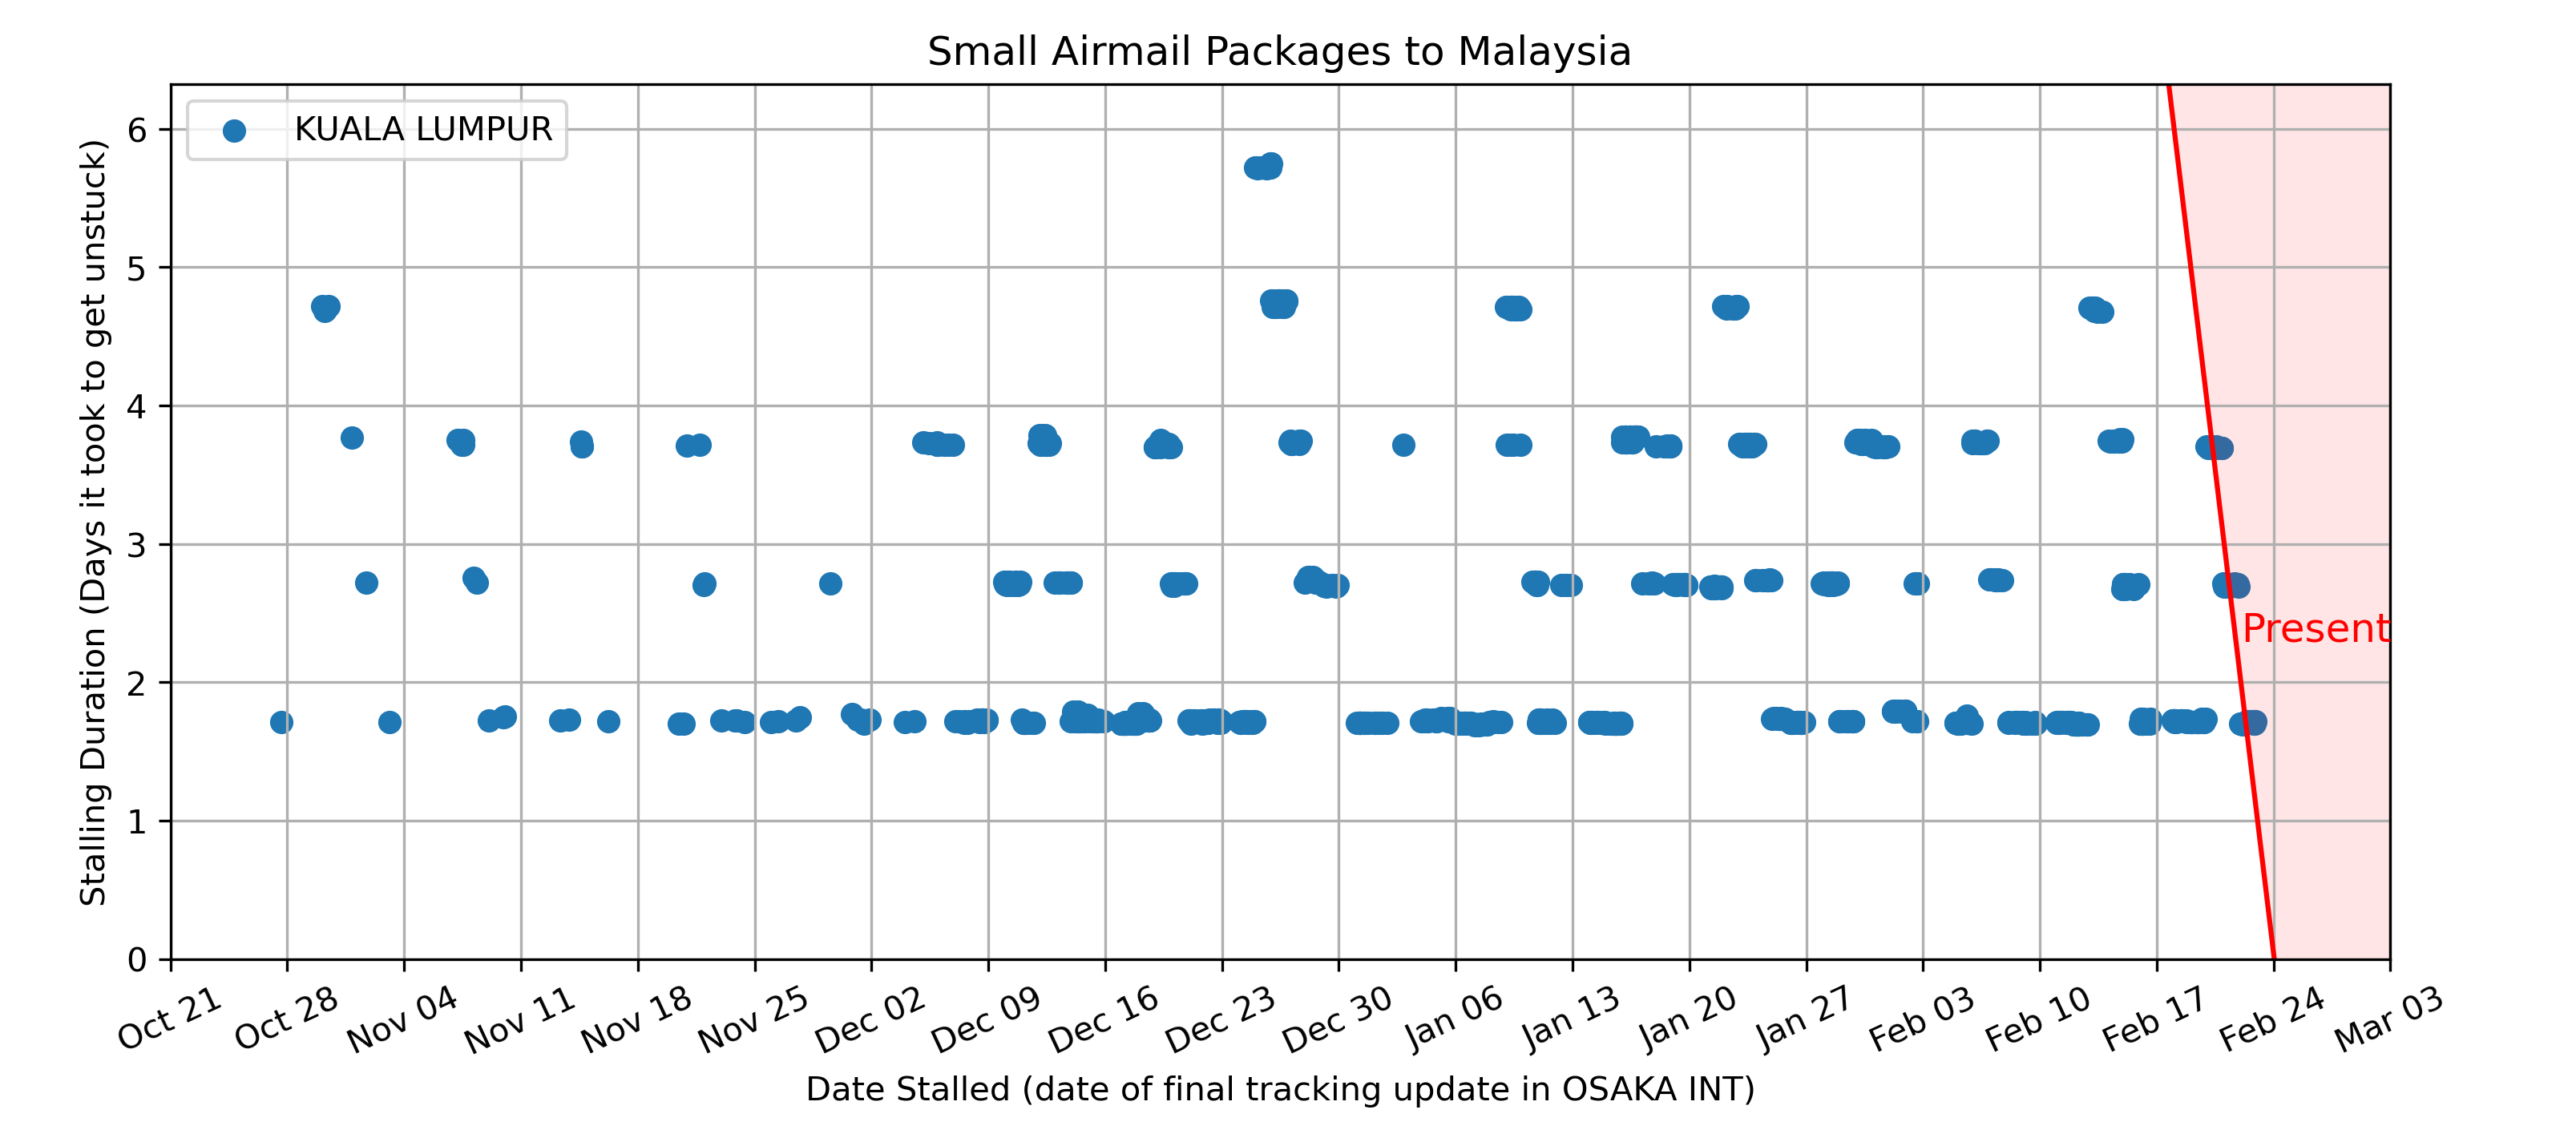 Small Airmail Packages to Malaysia
KUALA LUMPUR
Stalling Duration (Days it took to get unstuck)
6
5
4
3
2
1
0
Present
Oct 21
Oct 28
Nov 04
Nov 11
Nov 18
Nov 25
Dec 02
Dec 09
Dec 16
Dec 23
Dec 30
Jan 06
Jan 13
Jan 20
Jan 27
Feb 03
Feb 10
Feb 17
Feb 24
Mar 03
Date Stalled (date of final tracking update in OSAKA INT)